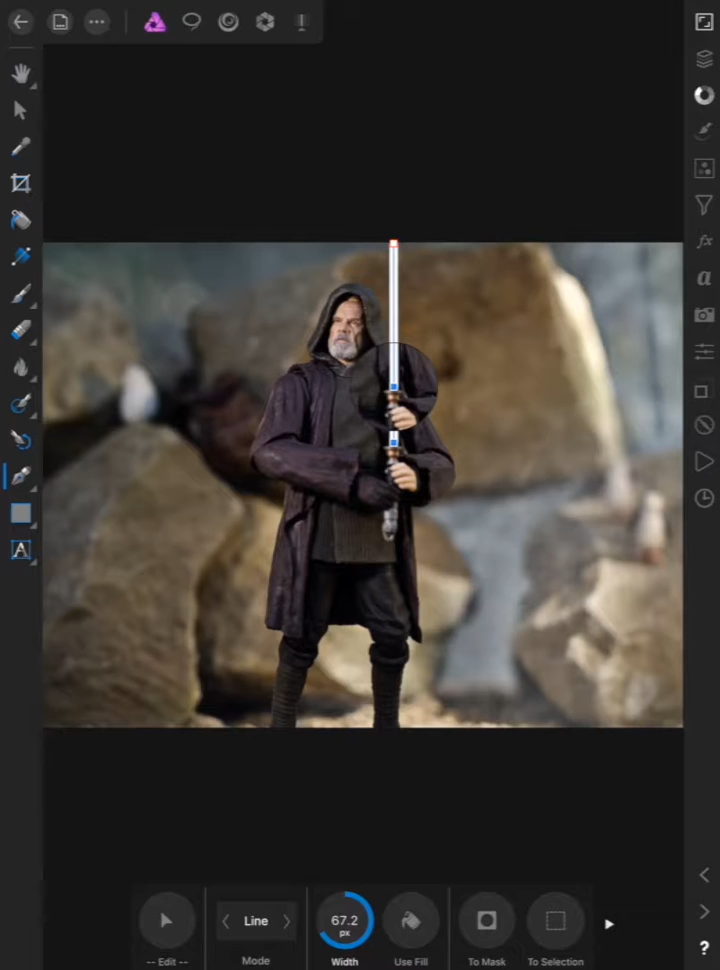 a
A
67.2
px
Line
-- Edit --
Mode
Width
Use Fill
To Mask
To Selection
?